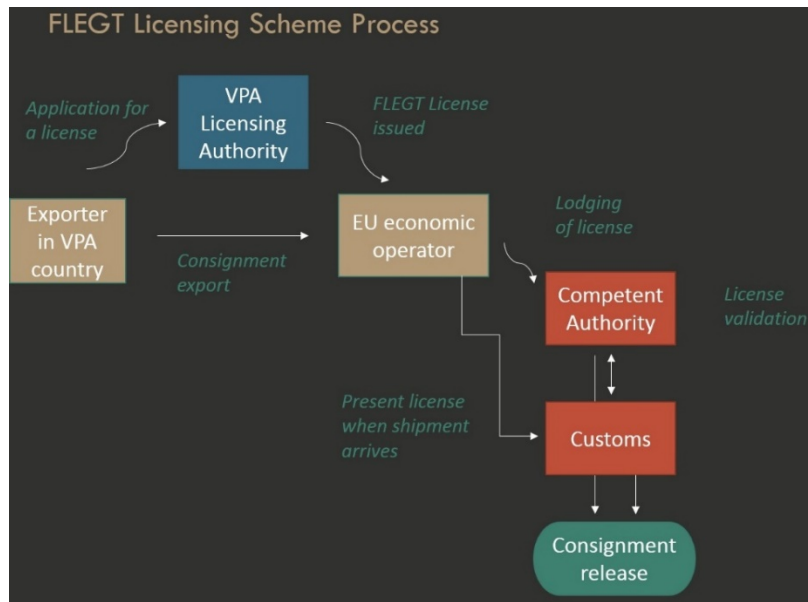 FLEGT Licensing Scheme Process
Application for
a license
VPA
Licensing
Authority
FLEGT License
issued
Exporter
in VPA
country
Consignment
export
EU economic
operator
Lodging
of license
Competent
Authority
License
validation
Present license
when shipment
arrives
Customs
Consignment
release